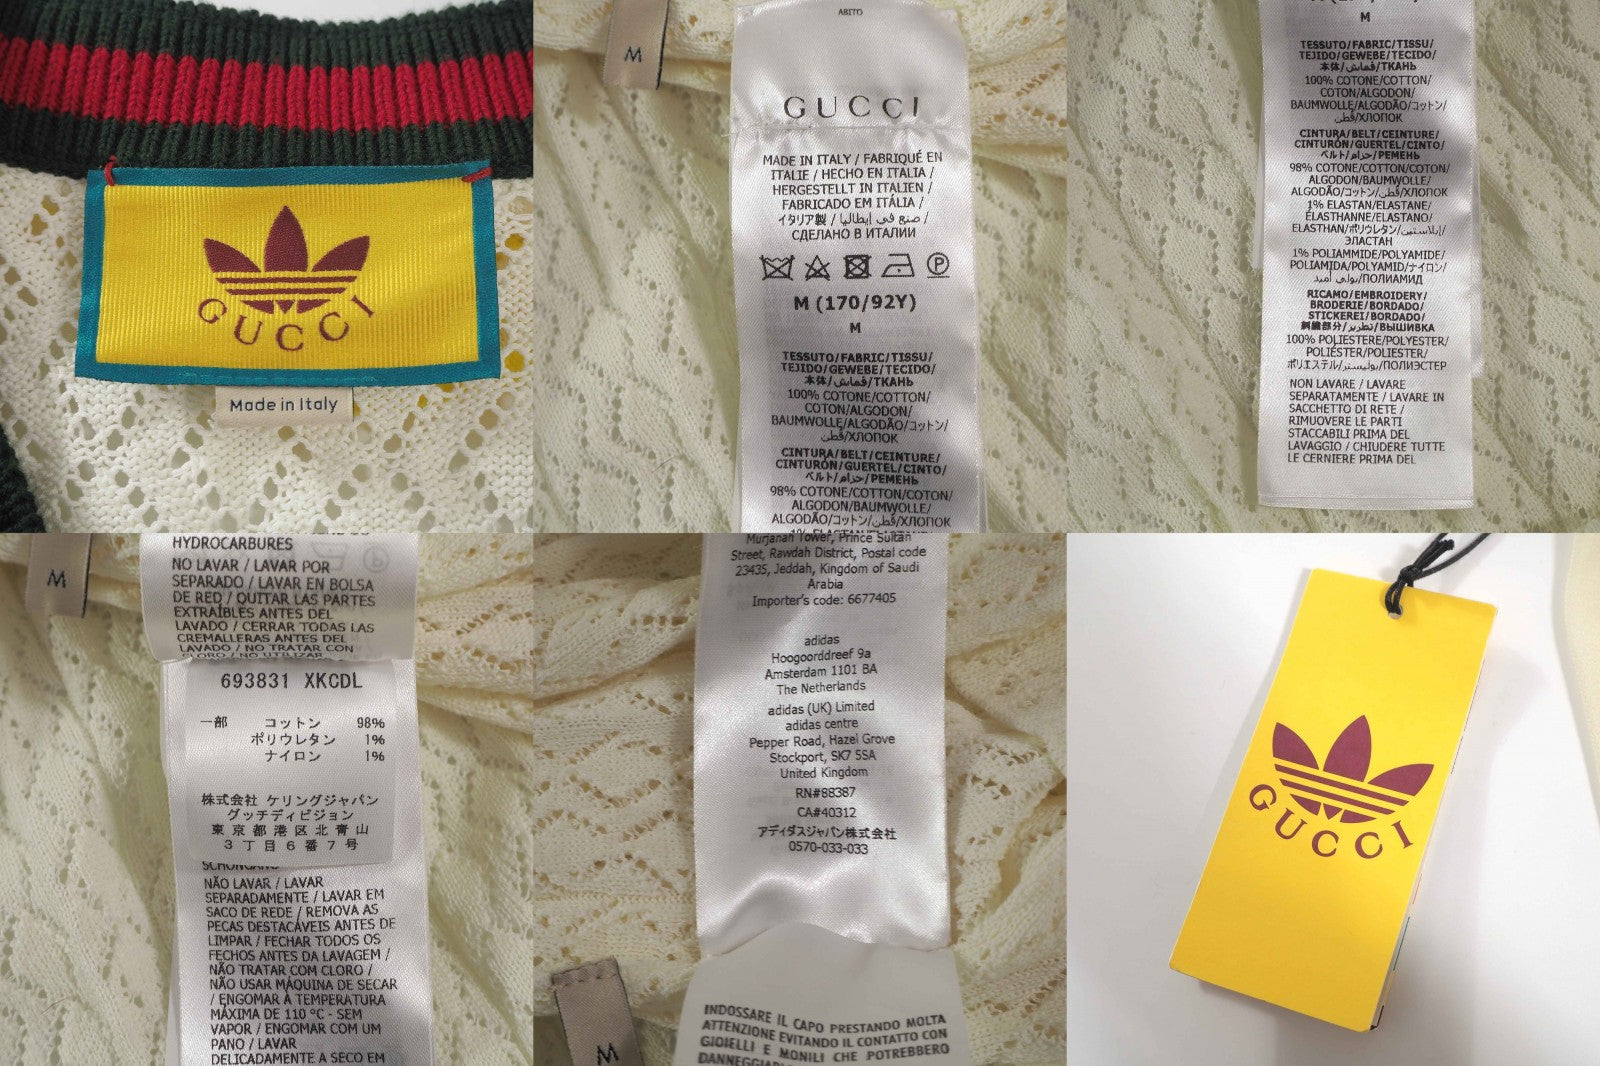 GUCCI
Made in Italy
M
ABITO
GUCCI
MADE IN ITALY / FABRIQUÉ EN
ITALIE / HECHO EN ITALIA /
HERGESTELLT IN ITALIEN /
FABRICADO EM ITÁLIA /
イタリア製 / صنع في إيطاليا /
СДЕЛАНО В ИТАЛИИ
M (170/92Y)
M
TESSUTO/FABRIC/TISSU/
TEJIDO/GEWEBE/TECIDO/
本体/قماش/ТКАНЬ
100% COTONE/COTTON/
COTON/ALGODON/
BAUMWOLLE/ALGODÃO/コットン/
قطن/ХЛОПОК
CINTURA/BELT/CEINTURE/
CINTURÓN/GUERTEL/CINTO/
ベルト/حزام/РЕМЕНЬ
98% COTONE/COTTON/COTON/
ALGODON/BAUMWOLLE/
ALGODÃO/コットン/قطن/ХЛОПОК
M
TESSUTO/FABRIC/TISSU/
TEJIDO/GEWEBE/TECIDO/
本体/قماش/ТКАНЬ
100% COTONE/COTTON/
COTON/ALGODON/
BAUMWOLLE/ALGODÃO/コットン/
قطن/ХЛОПОК
CINTURA/BELT/CEINTURE/
CINTURÓN/GUERTEL/CINTO/
ベルト/حزام/РЕМЕНЬ
98% COTONE/COTTON/COTON/
ALGODON/BAUMWOLLE/
ALGODÃO/コットン/قطن/ХЛОПОК
1% ELASTAN/ELASTANE/
ÉLASTHANNE/ELASTANO/
ELASTHAN/ポリウレタン/إيلاستين/
ЭЛАСТАН
1% POLIAMMIDE/POLYAMIDE/
POLIAMIDA/POLYAMID/ナイロン/
بولي أميد/ПОЛИАМИД
RICAMO/EMBROIDERY/
BRODERIE/BORDADO/
STICKEREI/BORDADO/
刺繍部分/تطريز/ВЫШИВКА
100% POLIESTERE/POLYESTER/
POLIÉSTER/POLIESTER/
ポリエステル/بوليستر/ПОЛИЭСТЕР
NON LAVARE / LAVARE
SEPARATAMENTE / LAVARE IN
SACCHETTO DI RETE /
RIMUOVERE LE PARTI
STACCABILI PRIMA DEL
LAVAGGIO / CHIUDERE TUTTE
LE CERNIERE PRIMA DEL
M
HYDROCARBURES
NO LAVAR / LAVAR POR
SEPARADO / LAVAR EN BOLSA
DE RED / QUITAR LAS PARTES
EXTRAÍBLES ANTES DEL
LAVADO / CERRAR TODAS LAS
CREMALLERAS ANTES DEL
LAVADO / NO TRATAR CON
CLORO / NO UTILIZAR
693831 XKCDL
一部 コットン 98%
ポリウレタン 1%
ナイロン 1%
株式会社 ケリングジャパン
グッチディビジョン
東京都港区北青山
3丁目6番7号
SCHONGANG
NÃO LAVAR / LAVAR
SEPARADAMENTE / LAVAR EM
SACO DE REDE / REMOVA AS
PEÇAS DESTACÁVEIS ANTES DE
LIMPAR / FECHAR TODOS OS
FECHOS ANTES DA LAVAGEM /
NÃO TRATAR COM CLORO /
NÃO USAR MÁQUINA DE SECAR
/ ENGOMAR À TEMPERATURA
MÁXIMA DE 110 °C - SEM
VAPOR / ENGOMAR COM UM
PANO / LAVAR
DELICADAMENTE A SECO EM
Murjanah Tower, Prince Sultan
Street, Rawdah District, Postal code
23435, Jeddah, Kingdom of Saudi
Arabia
Importer's code: 6677405
adidas
Hoogoorddreef 9a
Amsterdam 1101 BA
The Netherlands
adidas (UK) Limited
adidas centre
Pepper Road, Hazel Grove
Stockport, SK7 5SA
United Kingdom
RN#88387
CA#40312
アディダスジャパン株式会社
0570-033-033
M
INDOSSARE IL CAPO PRESTANDO MOLTA
ATTENZIONE EVITANDO IL CONTATTO CON
GIOIELLI E MONILI CHE POTREBBERO
GUCCI